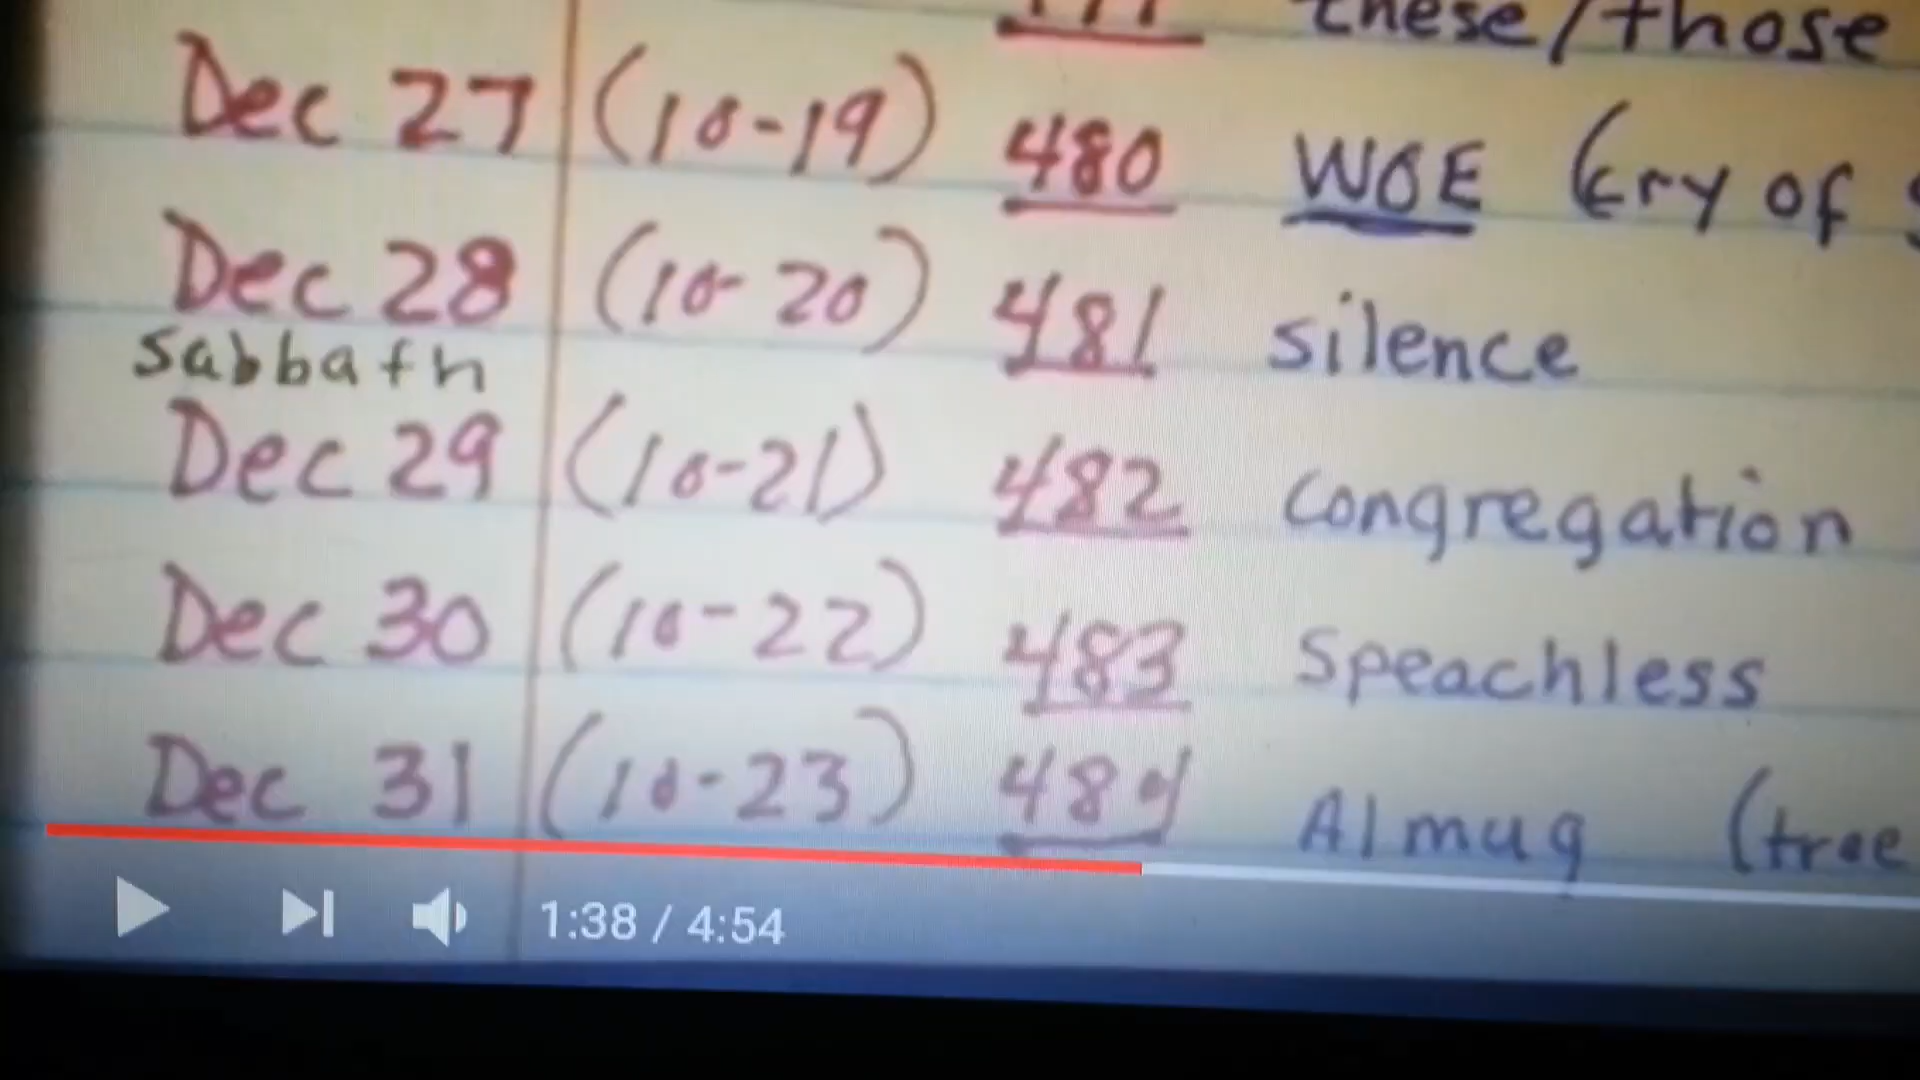 these/those
Dec 27 (10-19) 480 WOE (cry of
Dec 28 (10-20) 481 silence
Sabbath
Dec 29 (10-21) 482 congregation
Dec 30 (10-22) 483 Speachless
Dec 31 (10-23) 484 Almug (tree
1:38 / 4:54